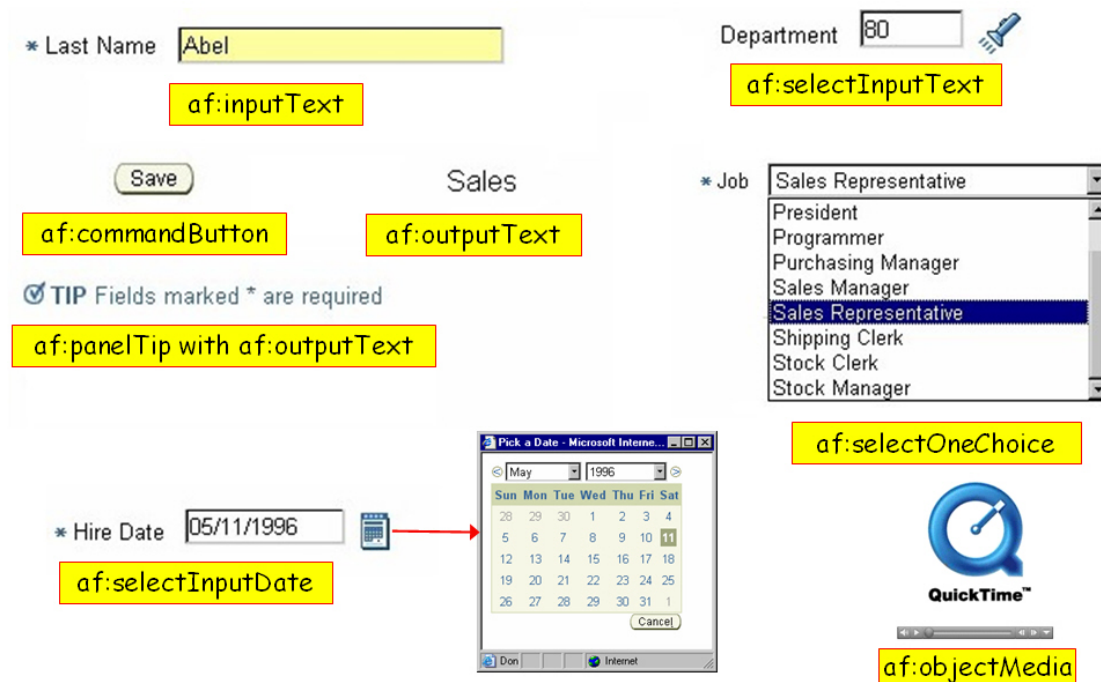 * Last Name Abel
af:inputText
Department 80
af:selectInputText
Save
af:commandButton
Sales
af:outputText
* Job Sales Representative
President
Programmer
Purchasing Manager
Sales Manager
Sales Representative
Shipping Clerk
Stock Clerk
Stock Manager
af:selectOneChoice
TIP Fields marked * are required
af:panelTip with af:outputText
* Hire Date 05/11/1996
af:selectInputDate
Pick a Date - Microsoft Interne...
May 1996
Sun Mon Tue Wed Thu Fri Sat
28 29 30 1 2 3 4
5 6 7 8 9 10 11
12 13 14 15 16 17 18
19 20 21 22 23 24 25
26 27 28 29 30 31 1
Cancel
Don Internet
QuickTime™
af:objectMedia